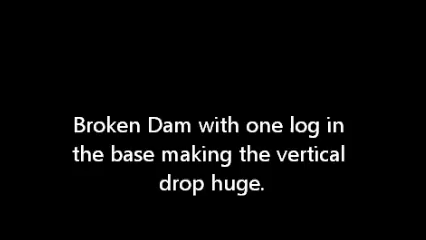 Broken Dam with one log in
the base making the vertical
drop huge.